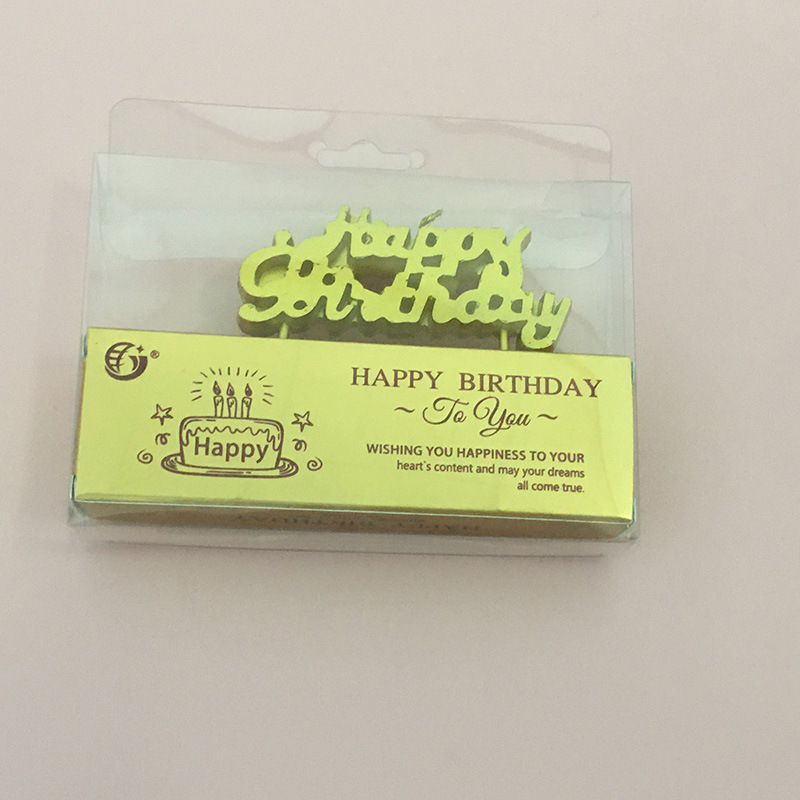 Happy
Birthday
®
HAPPY BIRTHDAY
~ To You ~
Happy
WISHING YOU HAPPINESS TO YOUR
heart`s content and may your dreams
all come true.